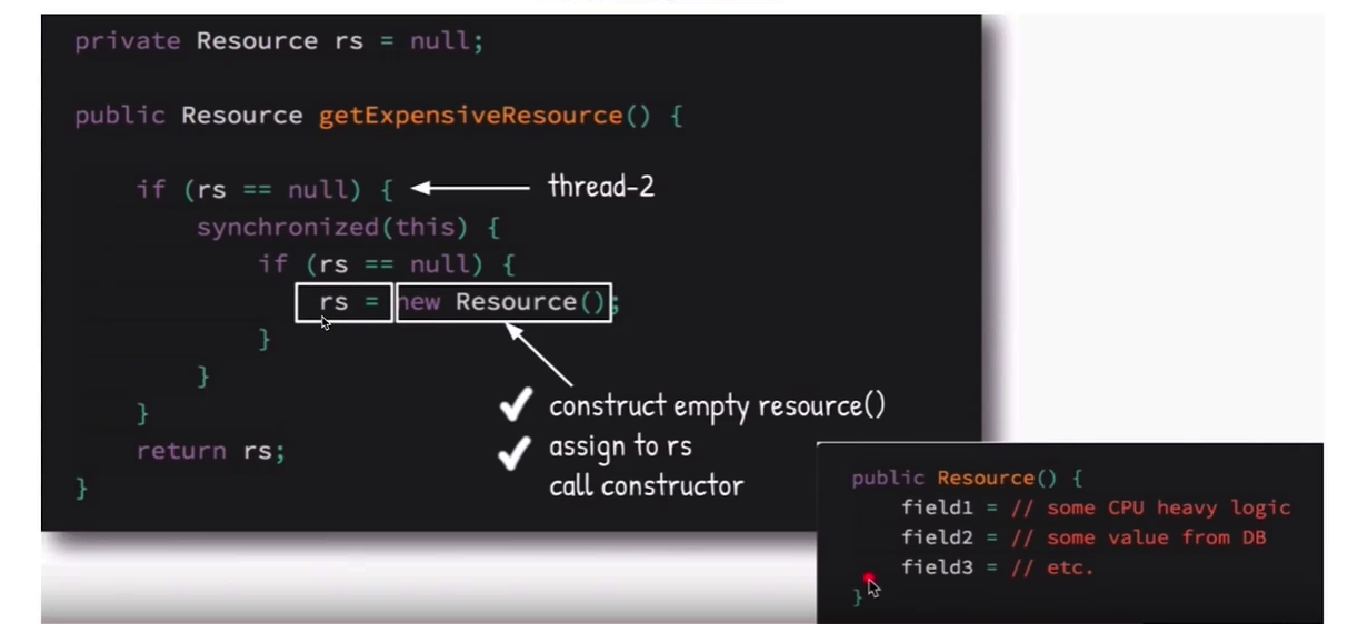 private Resource rs = null;
public Resource getExpensiveResource() {
if (rs == null) { thread-2
synchronized(this) {
if (rs == null) {
rs = new Resource();
}
}
}
return rs;
}
construct empty resource()
assign to rs
call constructor
public Resource() {
field1 = // some CPU heavy logic
field2 = // some value from DB
field3 = // etc.
}